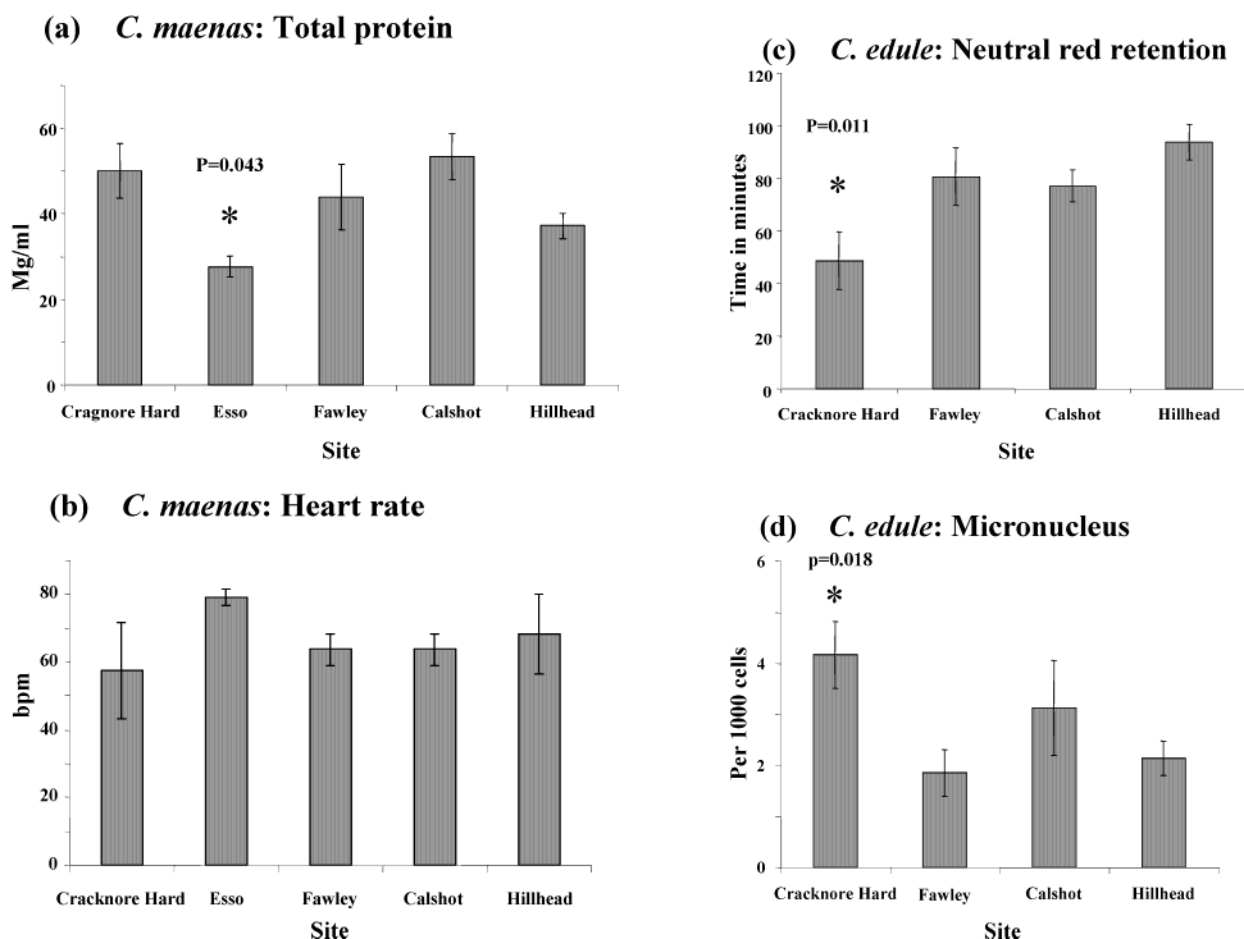 (a) C. maenas: Total protein
Mg/ml
60
40
20
0
P=0.043
*
Cragnore Hard Esso Fawley Calshot Hillhead
Site
(b) C. maenas: Heart rate
bpm
80
60
40
20
0
Cracknore Hard Esso Fawley Calshot Hillhead
Site
(c) C. edule: Neutral red retention
Time in minutes
120
100
80
60
40
20
0
P=0.011
*
Cracknore Hard Fawley Calshot Hillhead
Site
(d) C. edule: Micronucleus
Per 1000 cells
6
4
2
0
p=0.018
*
Cracknore Hard Fawley Calshot Hillhead
Site